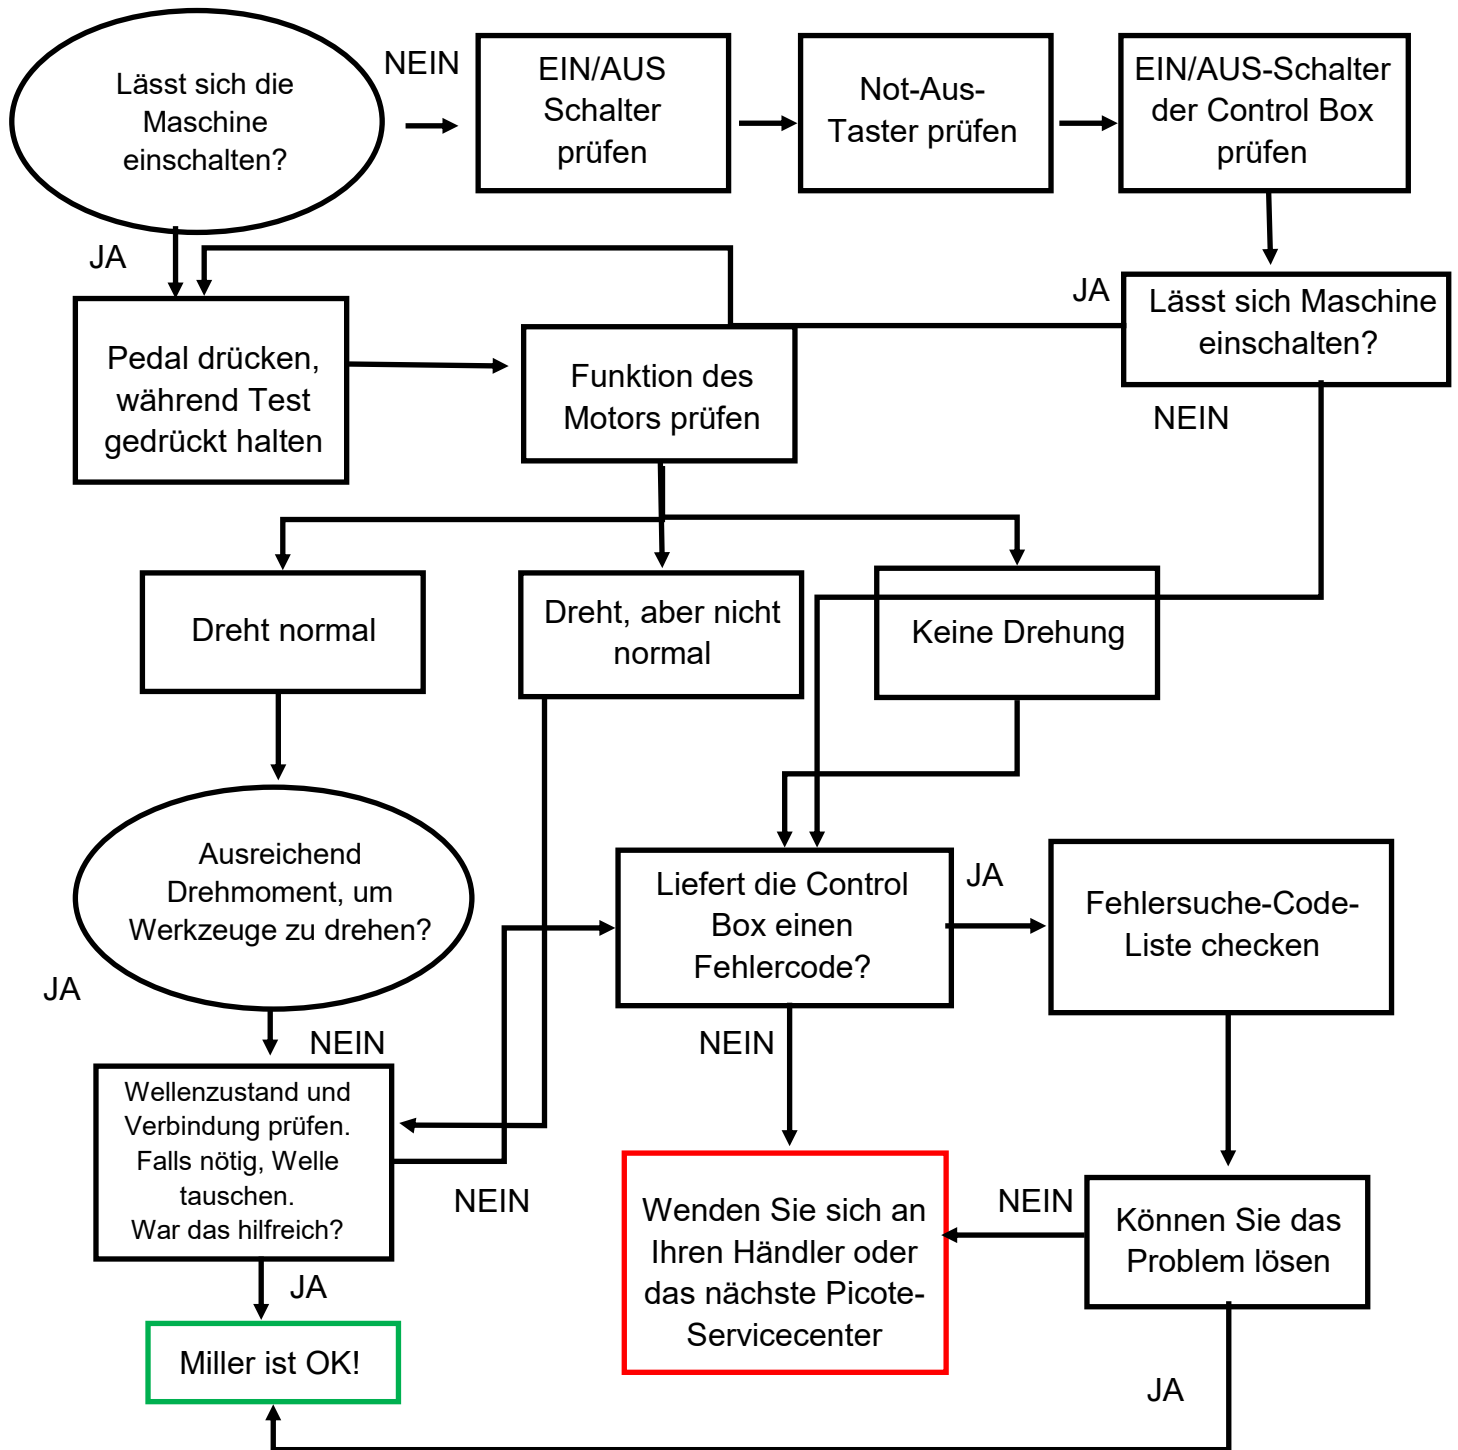 Lässt sich die
Maschine
einschalten?
NEIN
EIN/AUS
Schalter
prüfen
Not-Aus-
Taster prüfen
EIN/AUS-Schalter
der Control Box
prüfen
JA
JA
Lässt sich Maschine
einschalten?
NEIN
Pedal drücken,
während Test
gedrückt halten
Funktion des
Motors prüfen
Dreht normal
Dreht, aber nicht
normal
Keine Drehung
Ausreichend
Drehmoment, um
Werkzeuge zu drehen?
JA
NEIN
Liefert die Control
Box einen
Fehlercode?
JA
NEIN
Fehlersuche-Code-
Liste checken
Wellenzustand und
Verbindung prüfen.
Falls nötig, Welle
tauschen.
War das hilfreich?
NEIN
JA
Wenden Sie sich an
Ihren Händler oder
das nächste Picote-
Servicecenter
NEIN
Können Sie das
Problem lösen
JA
Miller ist OK!